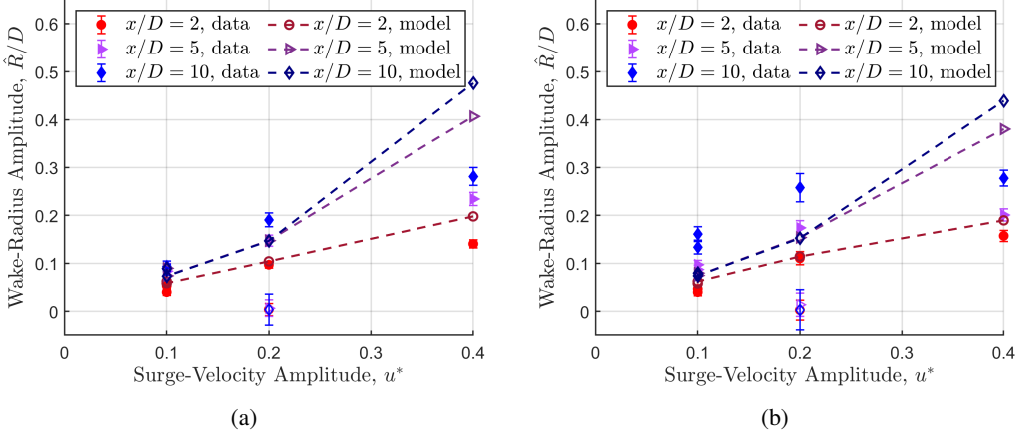 x/D = 2, data x/D = 2, model
x/D = 5, data x/D = 5, model
x/D = 10, data x/D = 10, model
Wake-Radius Amplitude, R̂/D
0.6
0.5
0.4
0.3
0.2
0.1
0
0 0.1 0.2 0.3 0.4
Surge-Velocity Amplitude, u*
(a)
x/D = 2, data x/D = 2, model
x/D = 5, data x/D = 5, model
x/D = 10, data x/D = 10, model
Wake-Radius Amplitude, R̂/D
0.6
0.5
0.4
0.3
0.2
0.1
0
0 0.1 0.2 0.3 0.4
Surge-Velocity Amplitude, u*
(b)